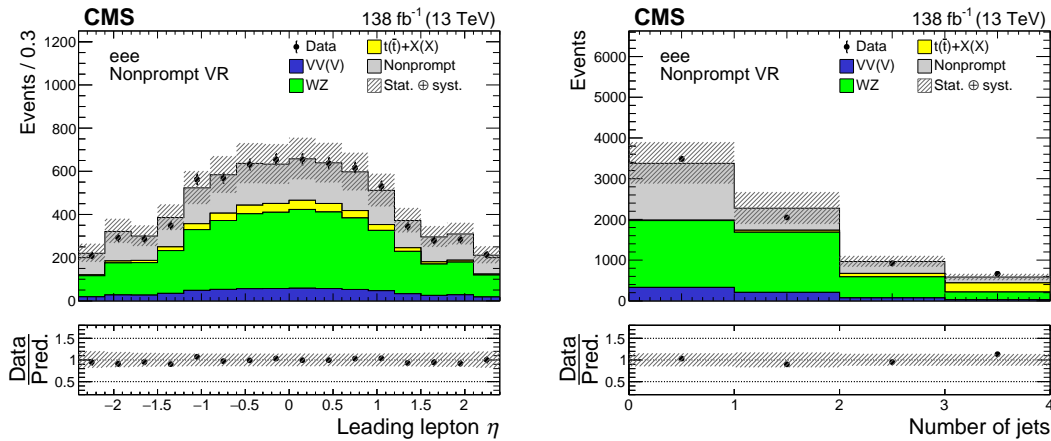 CMS 138 fb⁻¹ (13 TeV)
Events / 0.3
1200
1000
800
600
400
200
0
eee
Nonprompt VR
Data
t(t̄)+X(X)
VV(V)
Nonprompt
WZ
Stat. ⊕ syst.
Data
Pred.
1.5
1
0.5
−2 −1.5 −1 −0.5 0 0.5 1 1.5 2
Leading lepton η
CMS 138 fb⁻¹ (13 TeV)
Events
6000
5000
4000
3000
2000
1000
0
eee
Nonprompt VR
Data
t(t̄)+X(X)
VV(V)
Nonprompt
WZ
Stat. ⊕ syst.
Data
Pred.
1.5
1
0.5
0 1 2 3 4
Number of jets